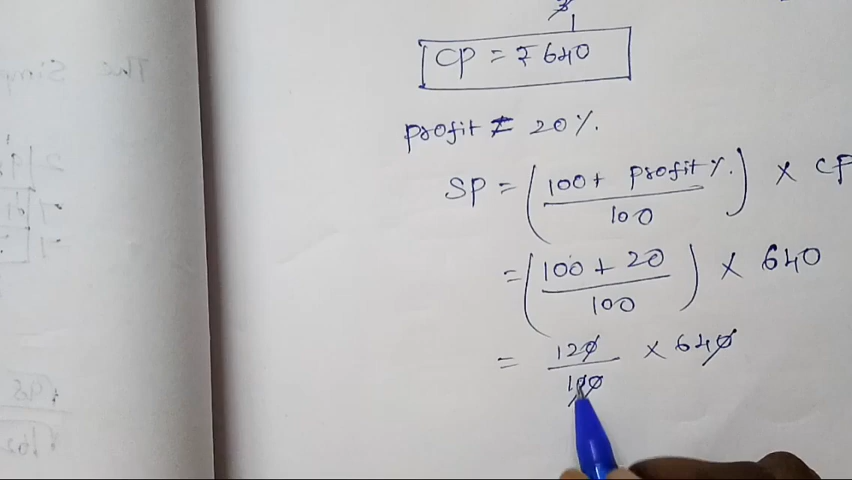 CP = ₹ 640
profit = 20%.
SP = (100 + profit%. / 100) × CP
= (100 + 20 / 100) × 640
= 120 / 100 × 640